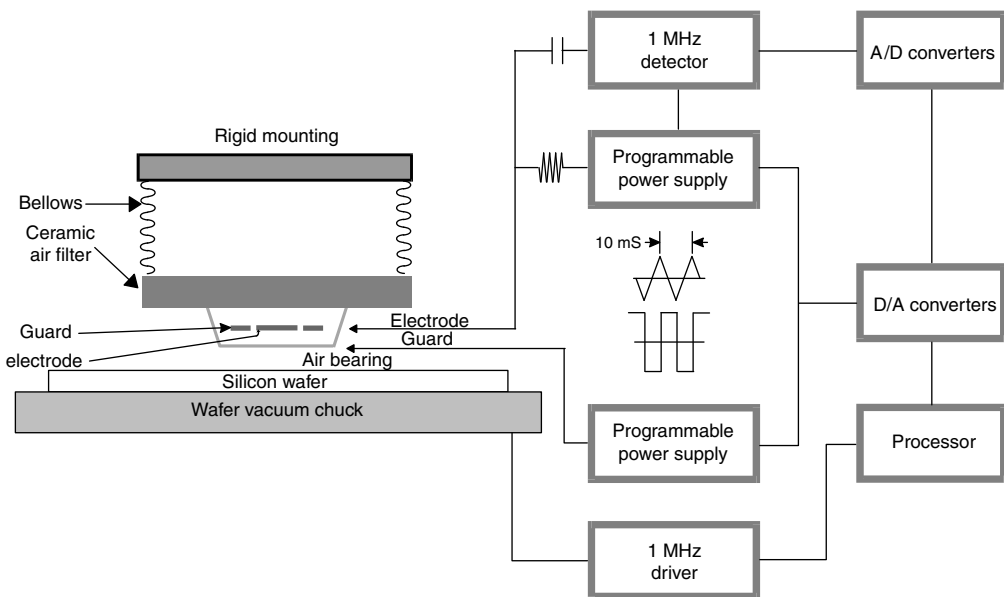 1 MHz
detector
A/D converters
Rigid mounting
Programmable
power supply
Bellows
Ceramic
air filter
10 mS
D/A converters
Electrode
Guard
Guard
electrode
Air bearing
Silicon wafer
Wafer vacuum chuck
Programmable
power supply
Processor
1 MHz
driver